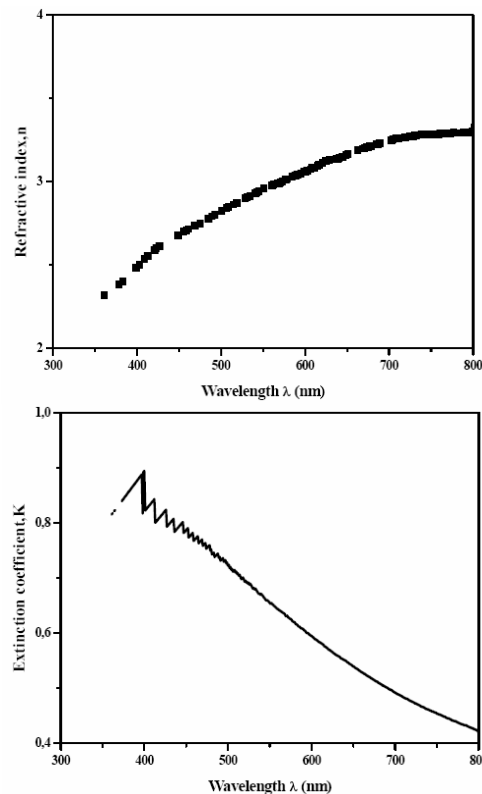 4
3
2
Refractive index,n
300 400 500 600 700 800
Wavelength λ (nm)
1,0
0,8
0,6
0,4
Extinction coefficient,K
300 400 500 600 700 800
Wavelength λ (nm)